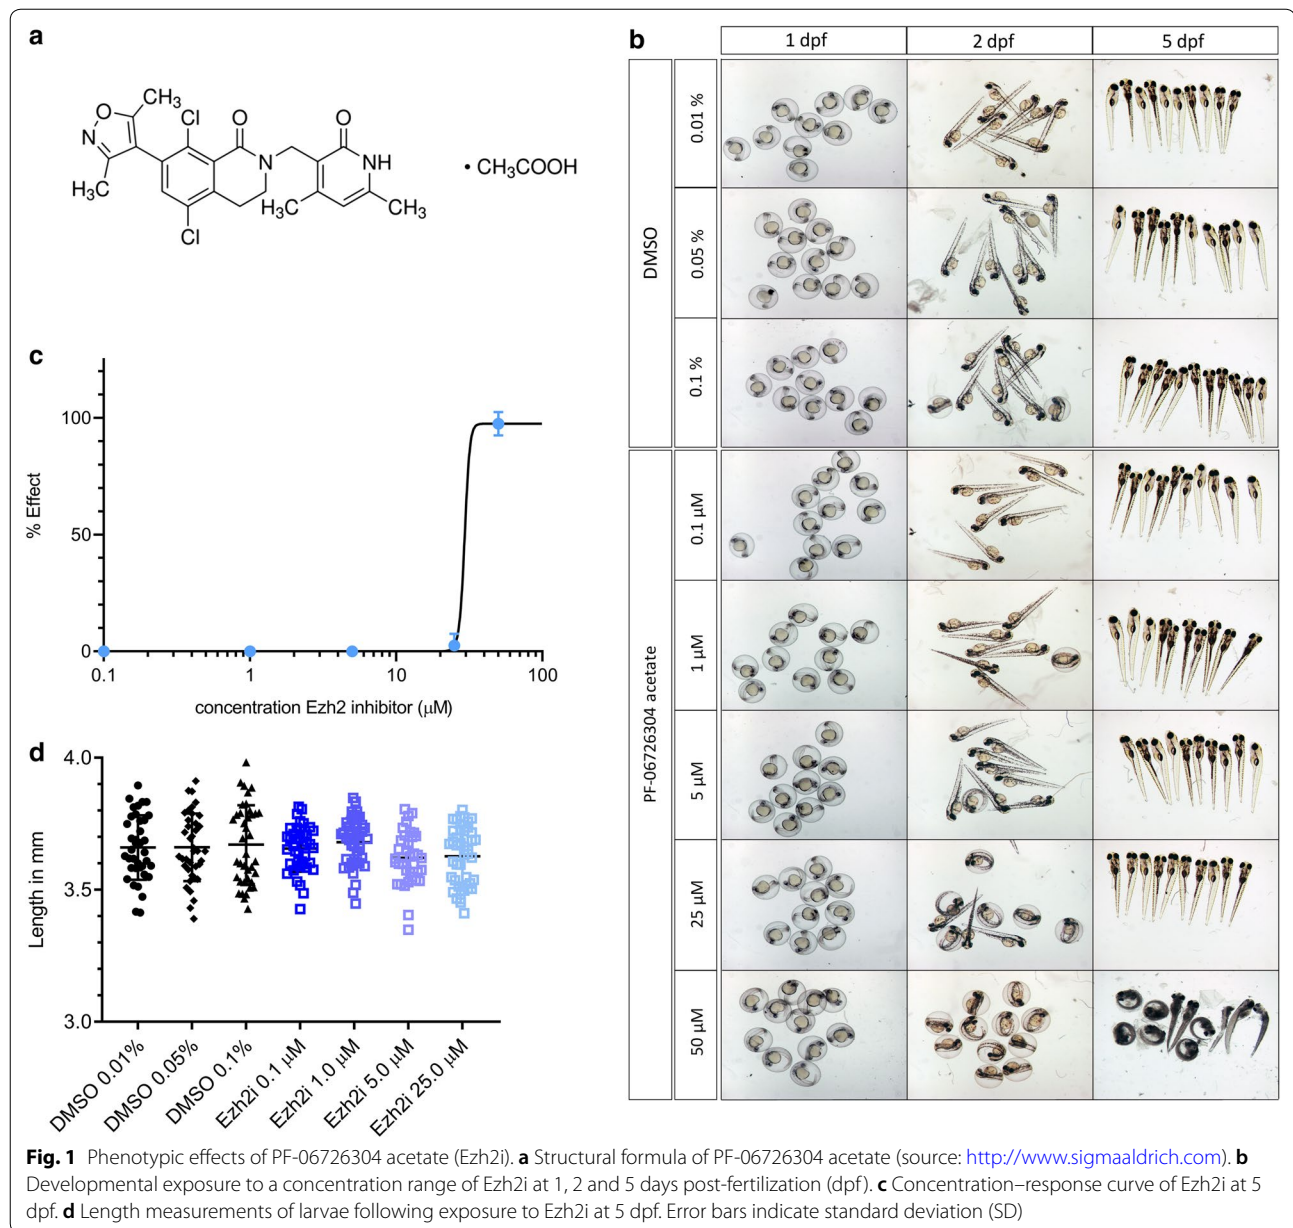 a
O
N
CH3
H3C
Cl
O
N
Cl
O
NH
H3C
CH3
• CH3COOH
b
1 dpf 2 dpf 5 dpf
DMSO
0.01 %
0.05 %
0.1 %
PF-06726304 acetate
0.1 µM
1 µM
5 µM
25 µM
50 µM
c
% Effect
100
50
0
0.1 1 10 100
concentration Ezh2 inhibitor (µM)
d
Length in mm
4.0
3.5
3.0
DMSO 0.01%
DMSO 0.05%
DMSO 0.1%
Ezh2i 0.1 µM
Ezh2i 1.0 µM
Ezh2i 5.0 µM
Ezh2i 25.0 µM
Fig. 1 Phenotypic effects of PF-06726304 acetate (Ezh2i). a Structural formula of PF-06726304 acetate (source: http://www.sigmaaldrich.com). b
Developmental exposure to a concentration range of Ezh2i at 1, 2 and 5 days post-fertilization (dpf). c Concentration–response curve of Ezh2i at 5
dpf. d Length measurements of larvae following exposure to Ezh2i at 5 dpf. Error bars indicate standard deviation (SD)